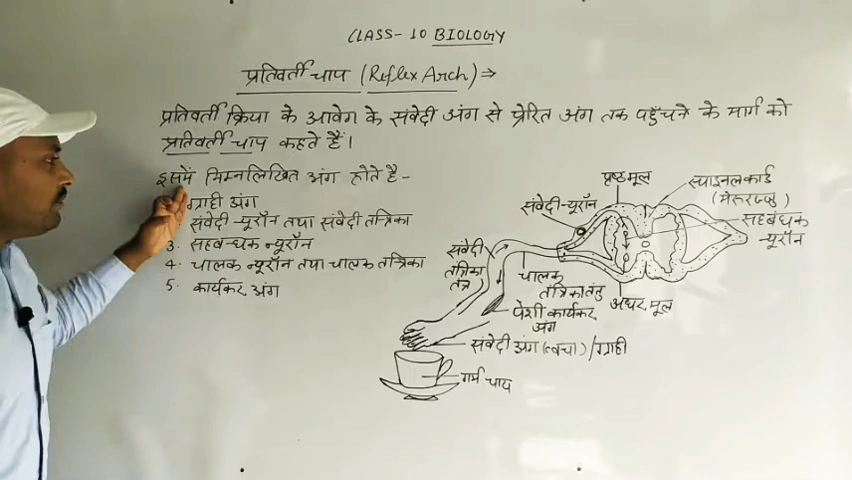 CLASS-10 BIOLOGY
प्रतिवर्ती चाप (Reflex Arch) ⇒
प्रतिवर्ती क्रिया के आवेग के संवेदी अंग से प्रेरित अंग तक पहुँचने के मार्ग को
प्रतिवर्ती चाप कहते हैं।
इसमें निम्नलिखित अंग होते है -
ग्राही अंग
संवेदी न्यूरॉन तथा संवेदी तन्त्रिका
3. सहबन्धक न्यूरॉन
4. चालक न्यूरॉन तथा चालक तन्त्रिका
5. कार्यकर अंग
पृष्ठमूल
स्पाइनलकार्ड
(मेरूरज्जु)
संवेदी-न्यूरॉन
सहबंधक
-न्यूरॉन
संवेदी
तंत्रिका
चालक
तंत्रिकातंतु
अधर मूल
पेशी कार्यकर
अंग
संवेदी अंग(त्वचा)/ग्राही
गर्म चाय